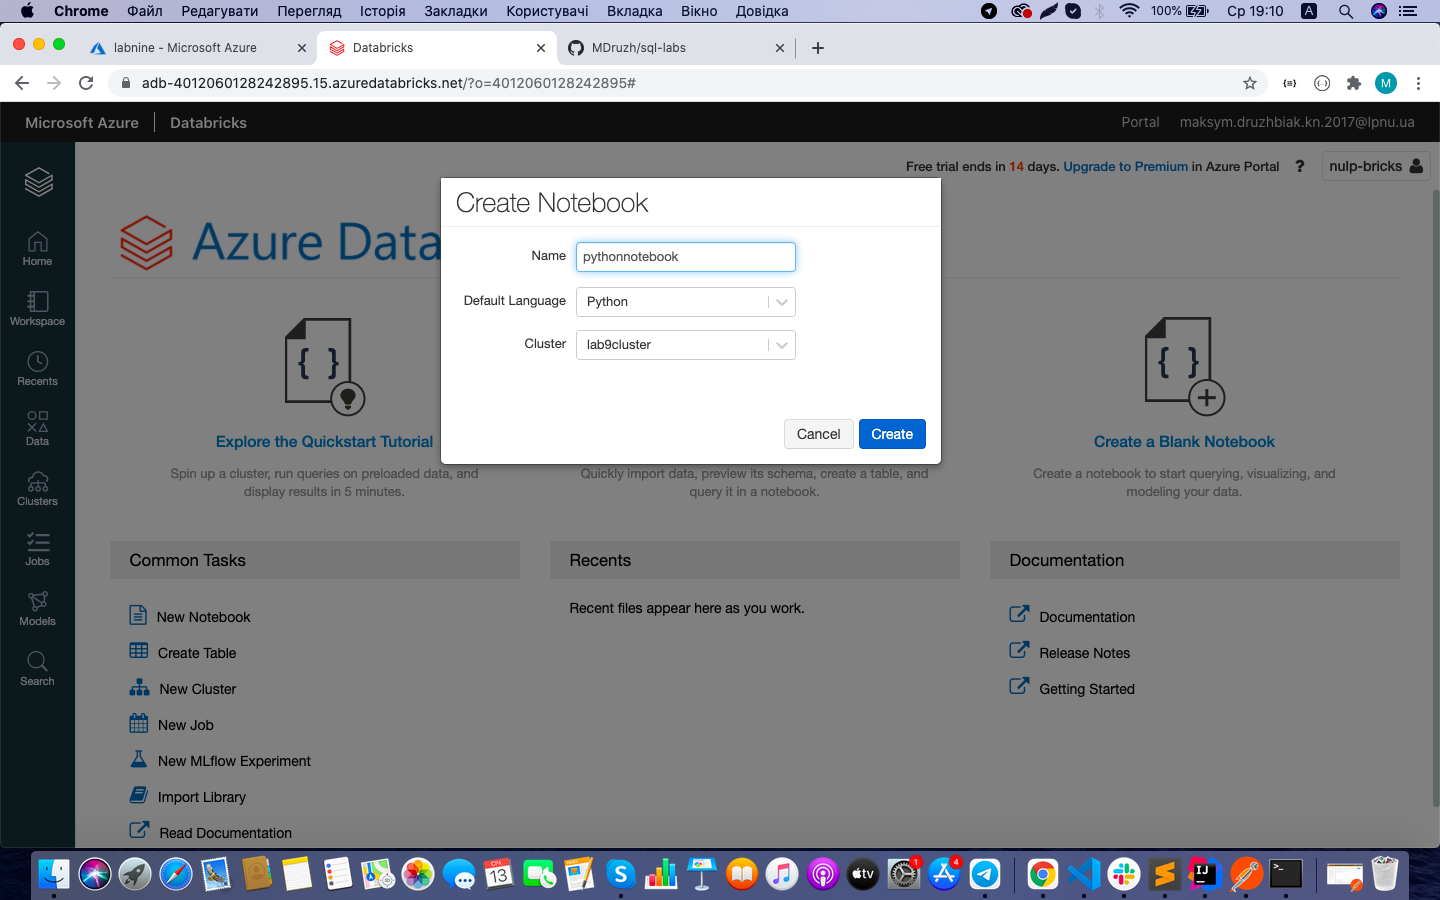 Chrome Файл Редагувати Перегляд Історія Закладки Користувачі Вкладка Вікно Довідка 100% Ср 19:10 A
labnine - Microsoft Azure Databricks MDruzh/sql-labs
adb-4012060128242895.15.azuredatabricks.net/?o=4012060128242895# M
Microsoft Azure Databricks Portal maksym.druzhbiak.kn.2017@lpnu.ua
Free trial ends in 14 days. Upgrade to Premium in Azure Portal ? nulp-bricks
Home
Workspace
Recents
Data
Clusters
Jobs
Models
Search
Azure Data
Create Notebook
Name pythonnotebook
Default Language Python
Cluster lab9cluster
Cancel Create
Explore the Quickstart Tutorial
Spin up a cluster, run queries on preloaded data, and
display results in 5 minutes.
Quickly import data, preview its schema, create a table, and
query it in a notebook.
Create a Blank Notebook
Create a notebook to start querying, visualizing, and
modeling your data.
Common Tasks
New Notebook
Create Table
New Cluster
New Job
New MLflow Experiment
Import Library
Read Documentation
Recents
Recent files appear here as you work.
Documentation
Documentation
Release Notes
Getting Started
13 tv 1 4 IJ